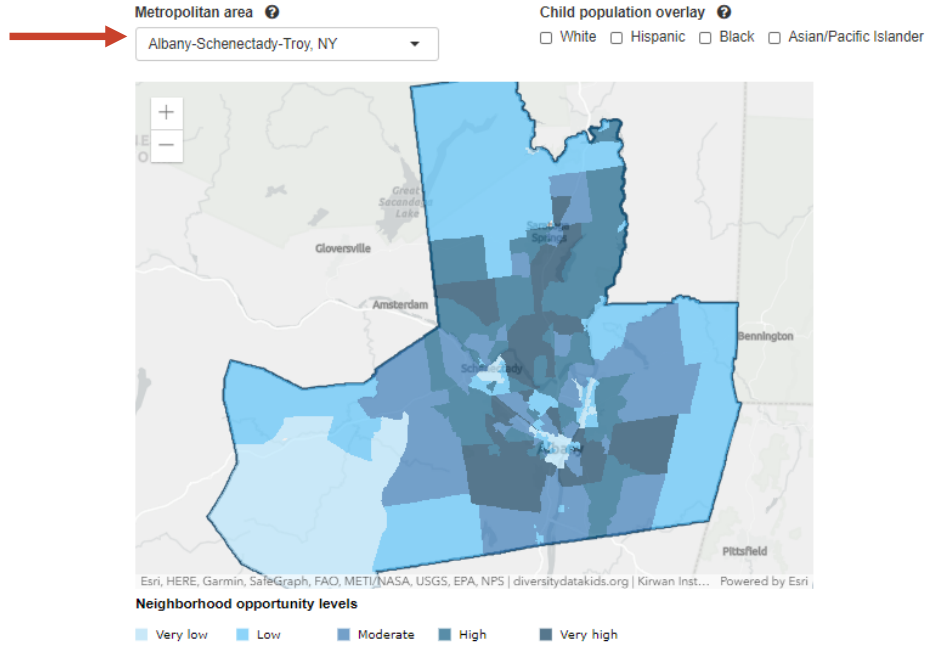 Metropolitan area ?
Child population overlay ?
Albany-Schenectady-Troy, NY
White Hispanic Black Asian/Pacific Islander
+
−
Great
Sacandaga
Lake
Saratoga
Springs
Gloversville
Amsterdam
Bennington
Schenectady
Albany
Pittsfield
Esri, HERE, Garmin, SafeGraph, FAO, METI/NASA, USGS, EPA, NPS | diversitydatakids.org | Kirwan Inst... Powered by Esri
Neighborhood opportunity levels
Very low Low Moderate High Very high